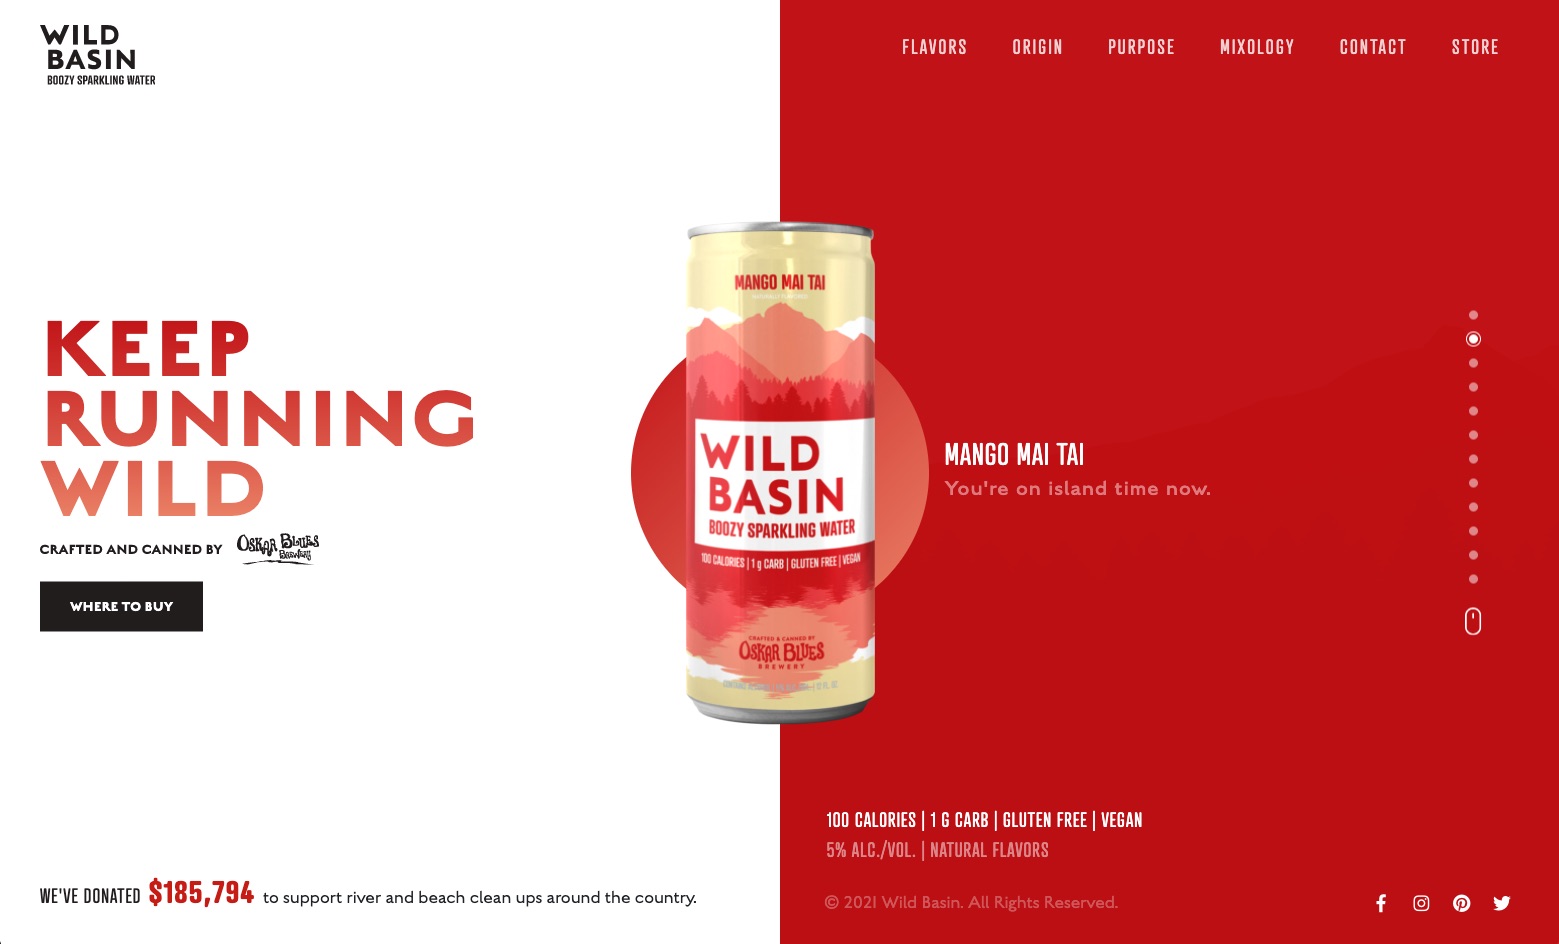 WILD
BASIN
BOOZY SPARKLING WATER
FLAVORS
ORIGIN
PURPOSE
MIXOLOGY
CONTACT
STORE
KEEP
RUNNING
WILD
CRAFTED AND CANNED BY
OSKAR BLUES
BREWERY
WHERE TO BUY
MANGO MAI TAI
NATURALLY FLAVORED
WILD
BASIN
BOOZY SPARKLING WATER
100 CALORIES | 1 g CARB | GLUTEN FREE | VEGAN
CRAFTED & CANNED BY
OSKAR BLUES
BREWERY
MANGO MAI TAI
You're on island time now.
100 CALORIES | 1 G CARB | GLUTEN FREE | VEGAN
5% ALC./VOL. | NATURAL FLAVORS
WE'VE DONATED $185,794 to support river and beach clean ups around the country.
© 2021 Wild Basin. All Rights Reserved.